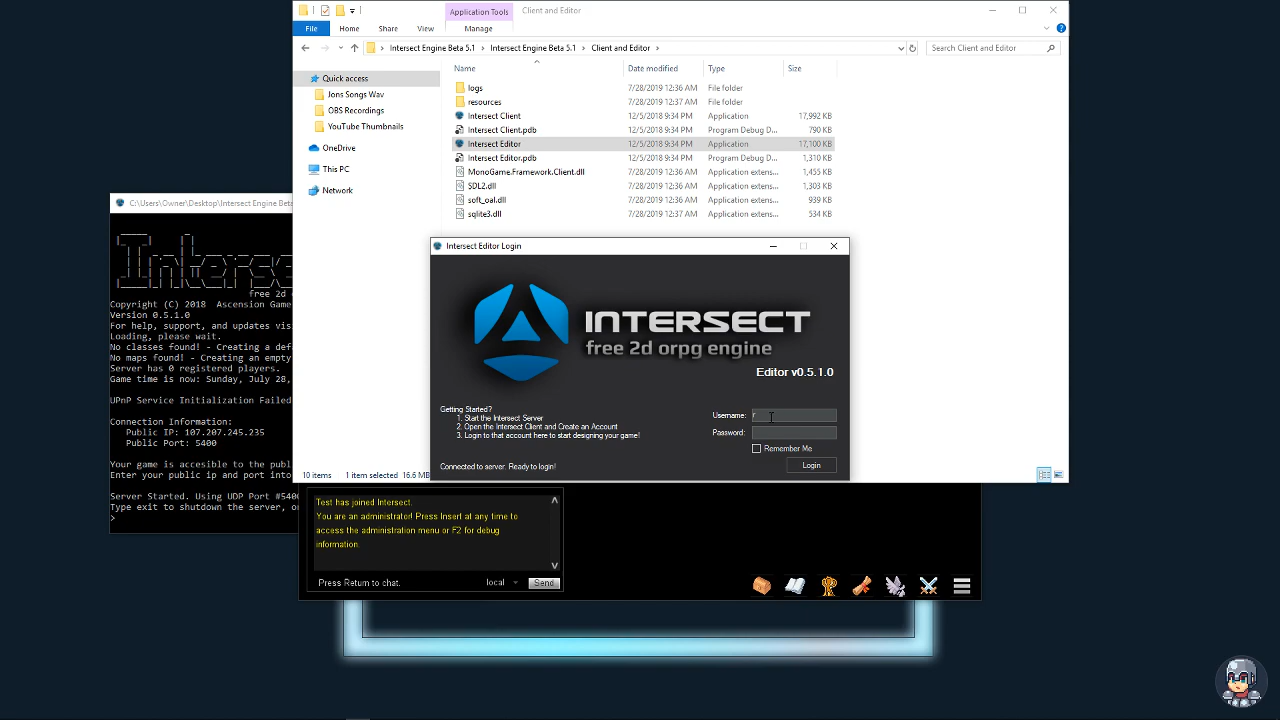 Application Tools
Client and Editor
File
Home
Share
View
Manage
Intersect Engine Beta 5.1
Intersect Engine Beta 5.1
Client and Editor
Search Client and Editor
Name
Date modified
Type
Size
Quick access
Jons Songs Wav
OBS Recordings
YouTube Thumbnails
OneDrive
This PC
Network
logs 7/28/2019 12:36 AM File folder
resources 7/28/2019 12:37 AM File folder
Intersect Client 12/5/2018 9:34 PM Application 17,992 KB
Intersect Client.pdb 12/5/2018 9:34 PM Program Debug D... 790 KB
Intersect Editor 12/5/2018 9:34 PM Application 17,100 KB
Intersect Editor.pdb 12/5/2018 9:34 PM Program Debug D... 1,310 KB
MonoGame.Framework.Client.dll 7/28/2019 12:36 AM Application extens... 1,455 KB
SDL2.dll 7/28/2019 12:36 AM Application extens... 1,303 KB
soft_oal.dll 7/28/2019 12:36 AM Application extens... 939 KB
sqlite3.dll 7/28/2019 12:37 AM Application extens... 534 KB
10 items
1 item selected
16.6 MB
C:\Users\Owner\Desktop\Intersect Engine Beta
Interse
free 2d o
Copyright (C) 2018 Ascension Game
Version 0.5.1.0
For help, support, and updates vis
Loading, please wait.
No classes found! - Creating a def
No maps found! - Creating an empty
Server has 0 registered players.
Game time is now: Sunday, July 28,
UPnP Service Initialization Failed
Connection Information:
Public IP: 107.207.245.235
Public Port: 5400
Your game is accesible to the publ
Enter your public ip and port into
Server Started. Using UDP Port #5400
Type exit to shutdown the server, o
>
Intersect Editor Login
INTERSECT
free 2d orpg engine
Editor v0.5.1.0
Getting Started?
1. Start the Intersect Server
2. Open the Intersect Client and Create an Account
3. Login to that account here to start designing your game!
Connected to server. Ready to login!
Username: r
Password:
Remember Me
Login
Test has joined Intersect.
You are an administrator! Press Insert at any time to
access the administration menu or F2 for debug
information.
Press Return to chat.
local
Send